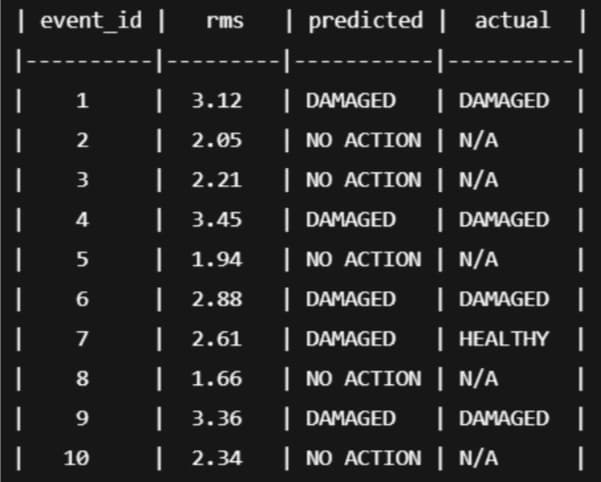 | event_id |   rms   | predicted | actual  |
|----------|---------|-----------|----------|
|    1     |  3.12   | DAMAGED   | DAMAGED  |
|    2     |  2.05   | NO ACTION | N/A      |
|    3     |  2.21   | NO ACTION | N/A      |
|    4     |  3.45   | DAMAGED   | DAMAGED  |
|    5     |  1.94   | NO ACTION | N/A      |
|    6     |  2.88   | DAMAGED   | DAMAGED  |
|    7     |  2.61   | DAMAGED   | HEALTHY  |
|    8     |  1.66   | NO ACTION | N/A      |
|    9     |  3.36   | DAMAGED   | DAMAGED  |
|   10     |  2.34   | NO ACTION | N/A      |